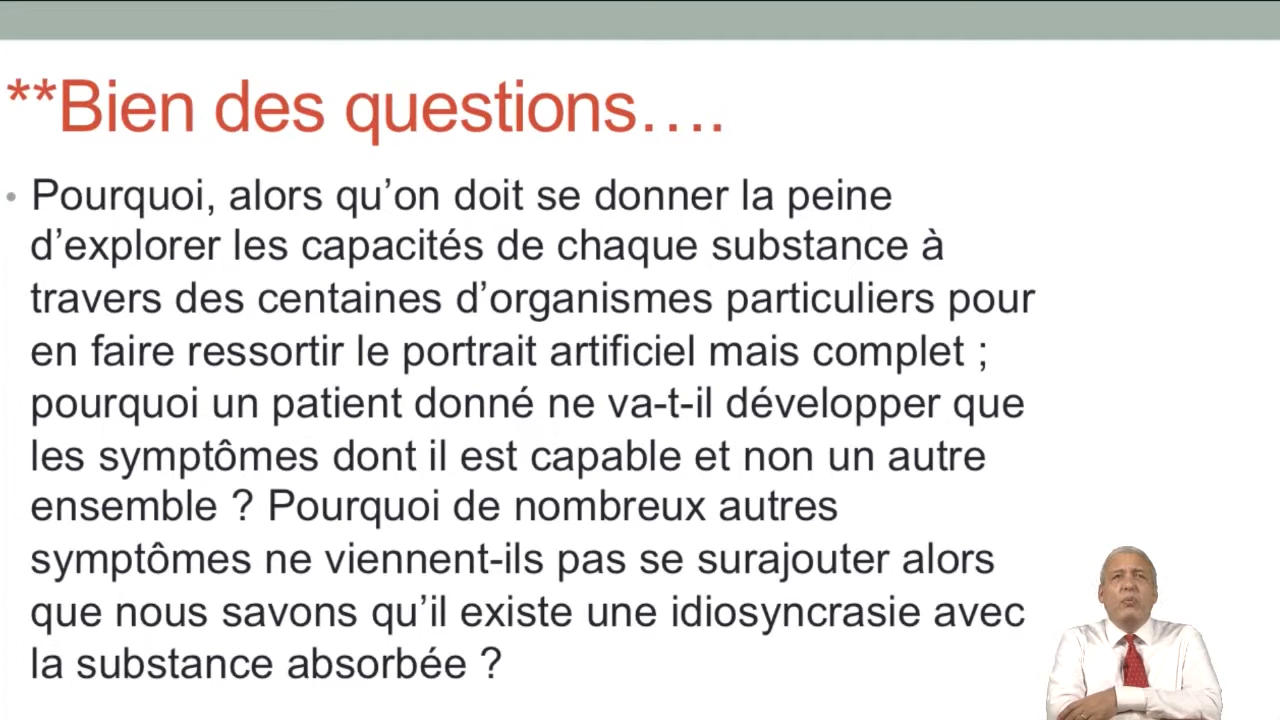 **Bien des questions….
• Pourquoi, alors qu’on doit se donner la peine
d’explorer les capacités de chaque substance à
travers des centaines d’organismes particuliers pour
en faire ressortir le portrait artificiel mais complet ;
pourquoi un patient donné ne va-t-il développer que
les symptômes dont il est capable et non un autre
ensemble ? Pourquoi de nombreux autres
symptômes ne viennent-ils pas se surajouter alors
que nous savons qu’il existe une idiosyncrasie avec
la substance absorbée ?